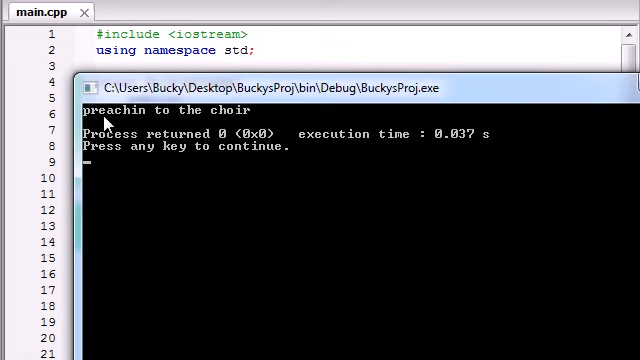 main.cpp
1 #include <iostream>
2 using namespace std;
3
4 C:\Users\Bucky\Desktop\BuckysProj\bin\Debug\BuckysProj.exe
5
6 preachin to the choir
7 Process returned 0 (0x0)   execution time : 0.037 s
8 Press any key to continue.
9
10
11
12
13
14
15
16
17
18
19
20
21